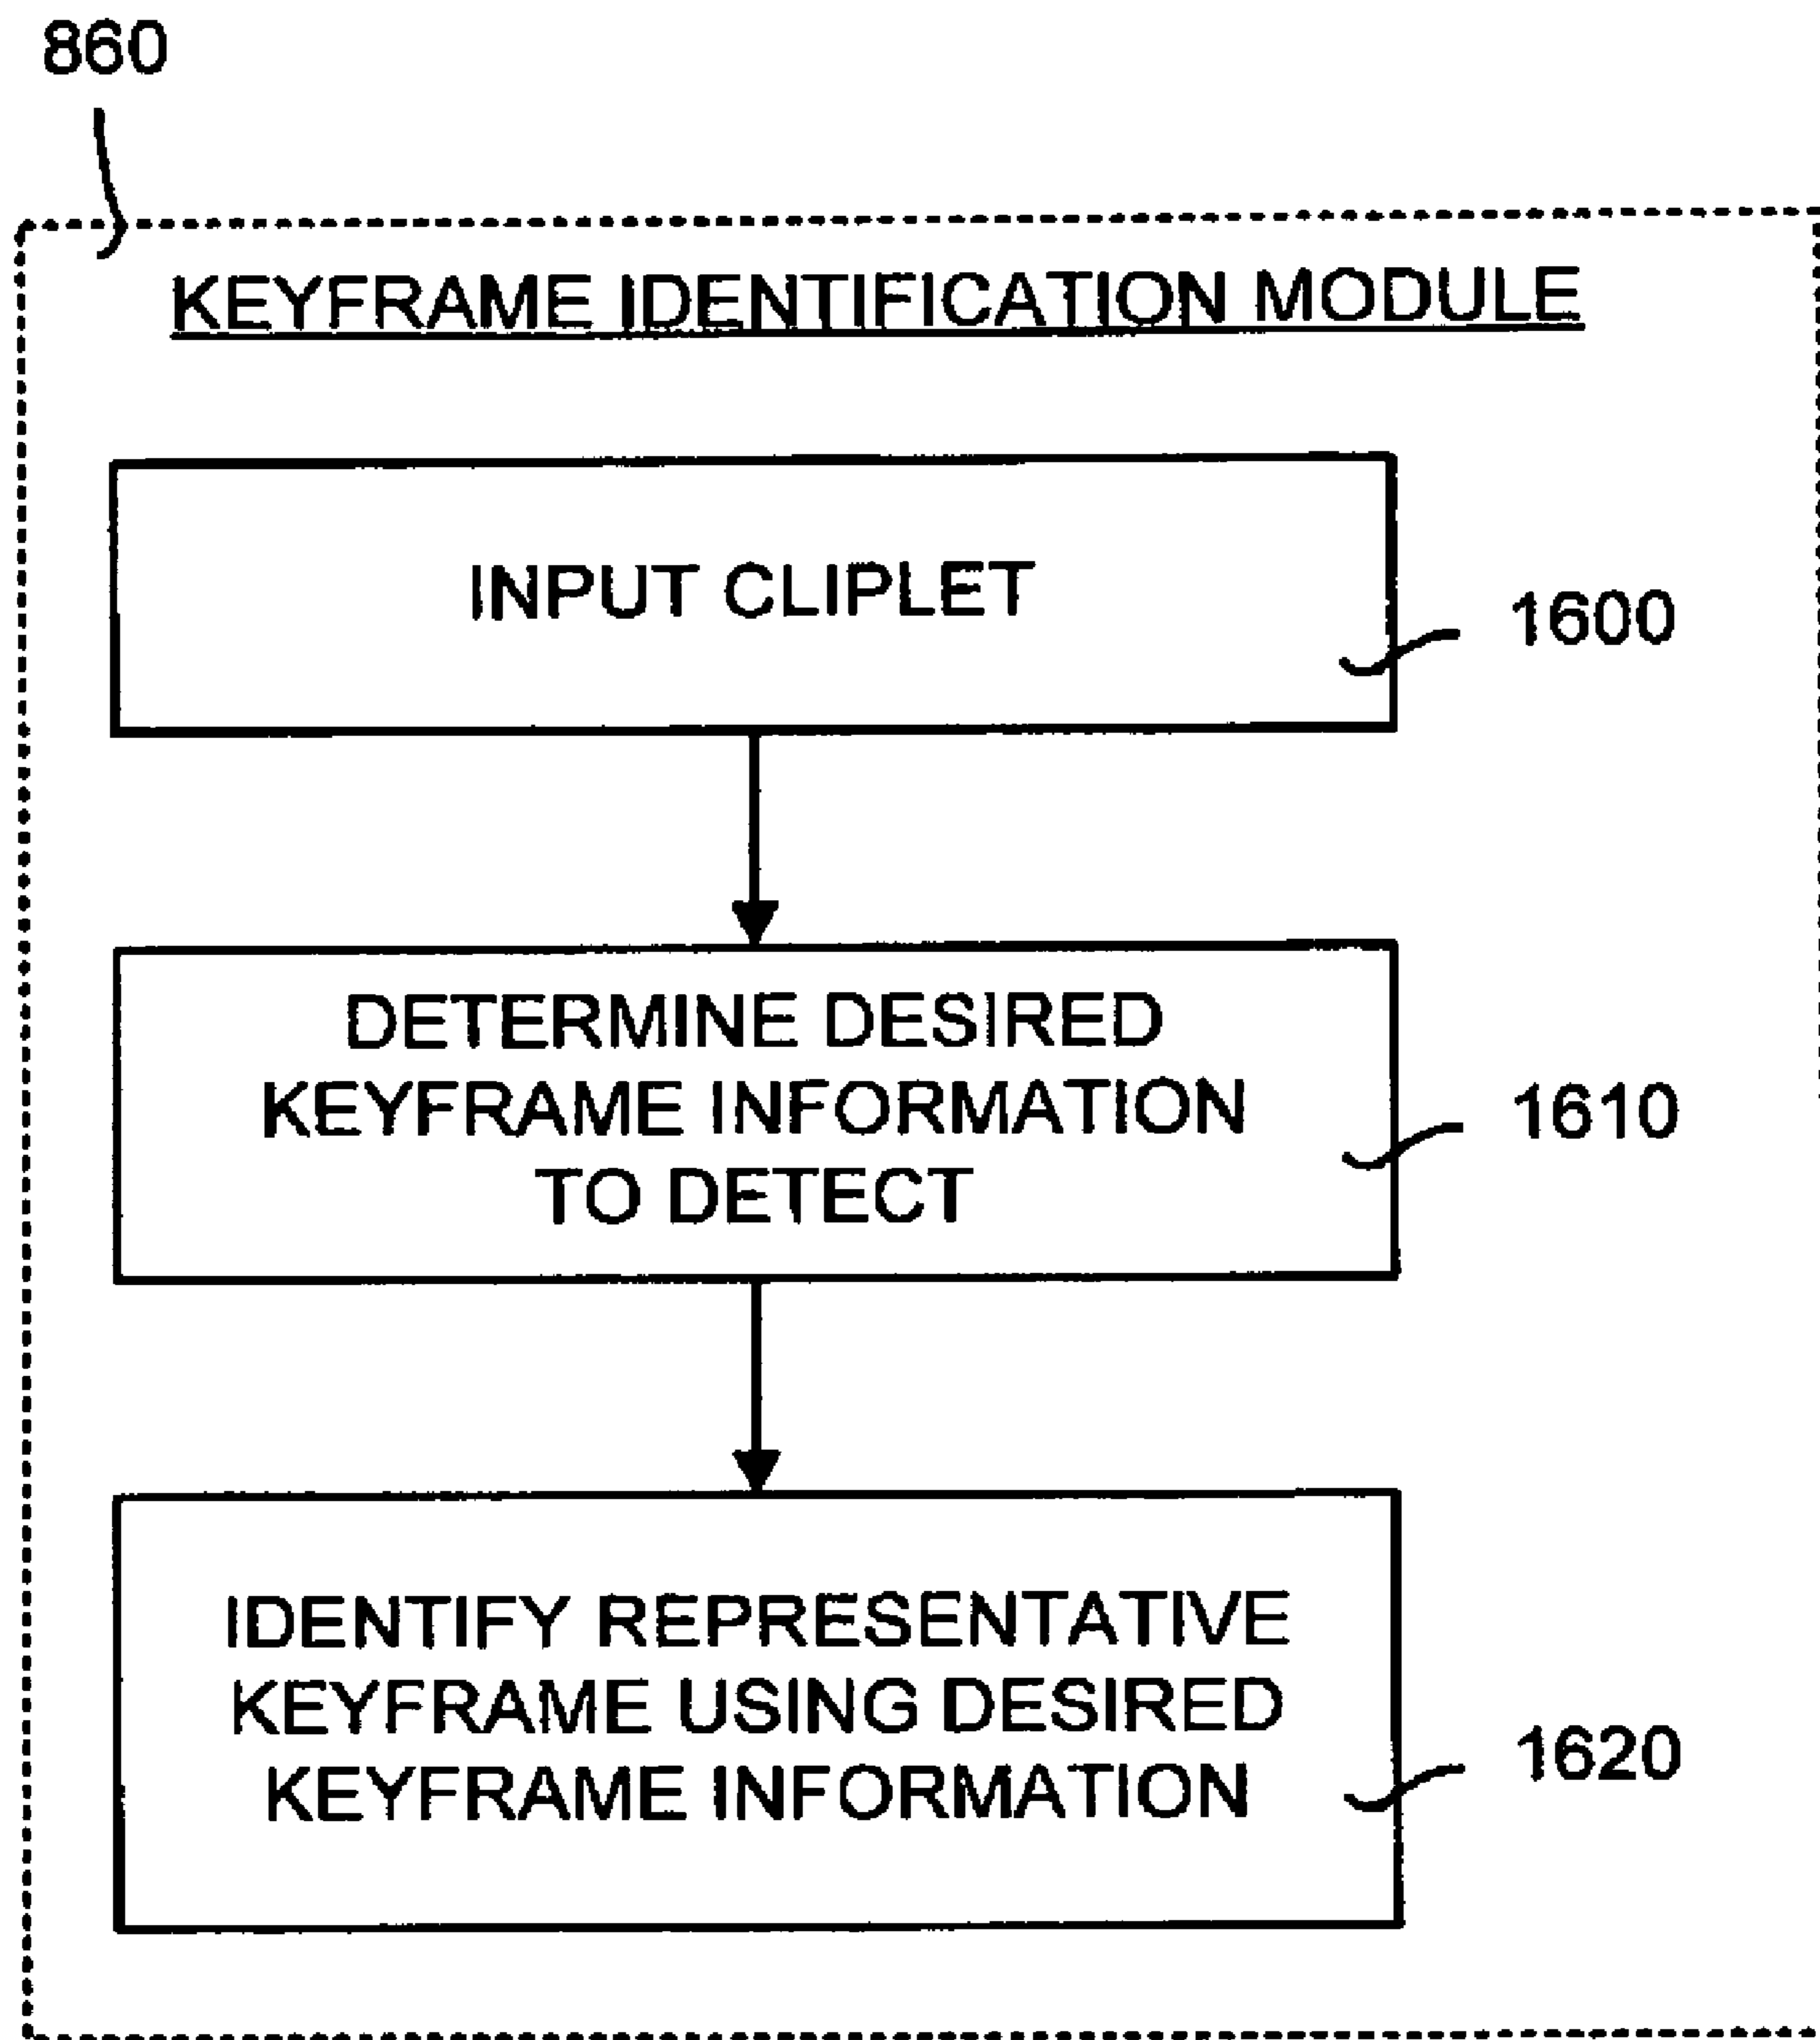 860
KEYFRAME IDENTIFICATION MODULE
INPUT CLIPLET
1600
DETERMINE DESIRED
KEYFRAME INFORMATION
TO DETECT
1610
IDENTIFY REPRESENTATIVE
KEYFRAME USING DESIRED
KEYFRAME INFORMATION
1620